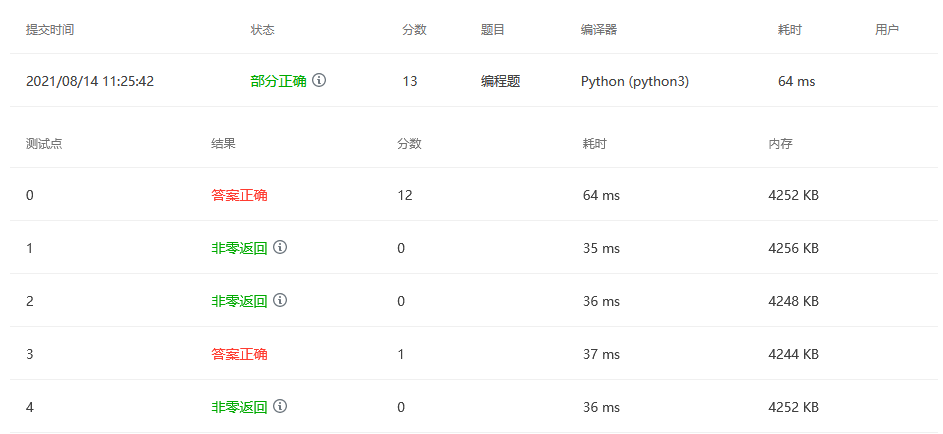 提交时间 状态 分数 题目 编译器 耗时 用户
2021/08/14 11:25:42 部分正确 13 编程题 Python (python3) 64 ms
测试点 结果 分数 耗时 内存
0 答案正确 12 64 ms 4252 KB
1 非零返回 0 35 ms 4256 KB
2 非零返回 0 36 ms 4248 KB
3 答案正确 1 37 ms 4244 KB
4 非零返回 0 36 ms 4252 KB